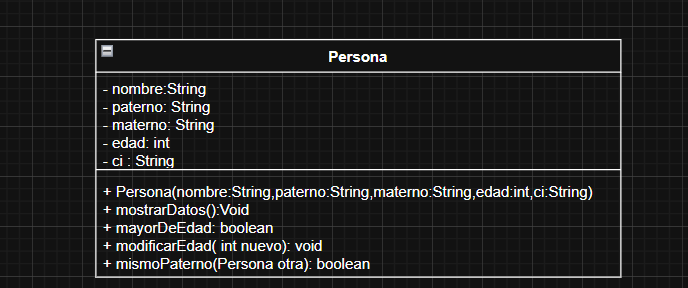 Persona
- nombre:String
- paterno: String
- materno: String
- edad: int
- ci : String
+ Persona(nombre:String,paterno:String,materno:String,edad:int,ci:String)
+ mostrarDatos():Void
+ mayorDeEdad: boolean
+ modificarEdad( int nuevo): void
+ mismoPaterno(Persona otra): boolean